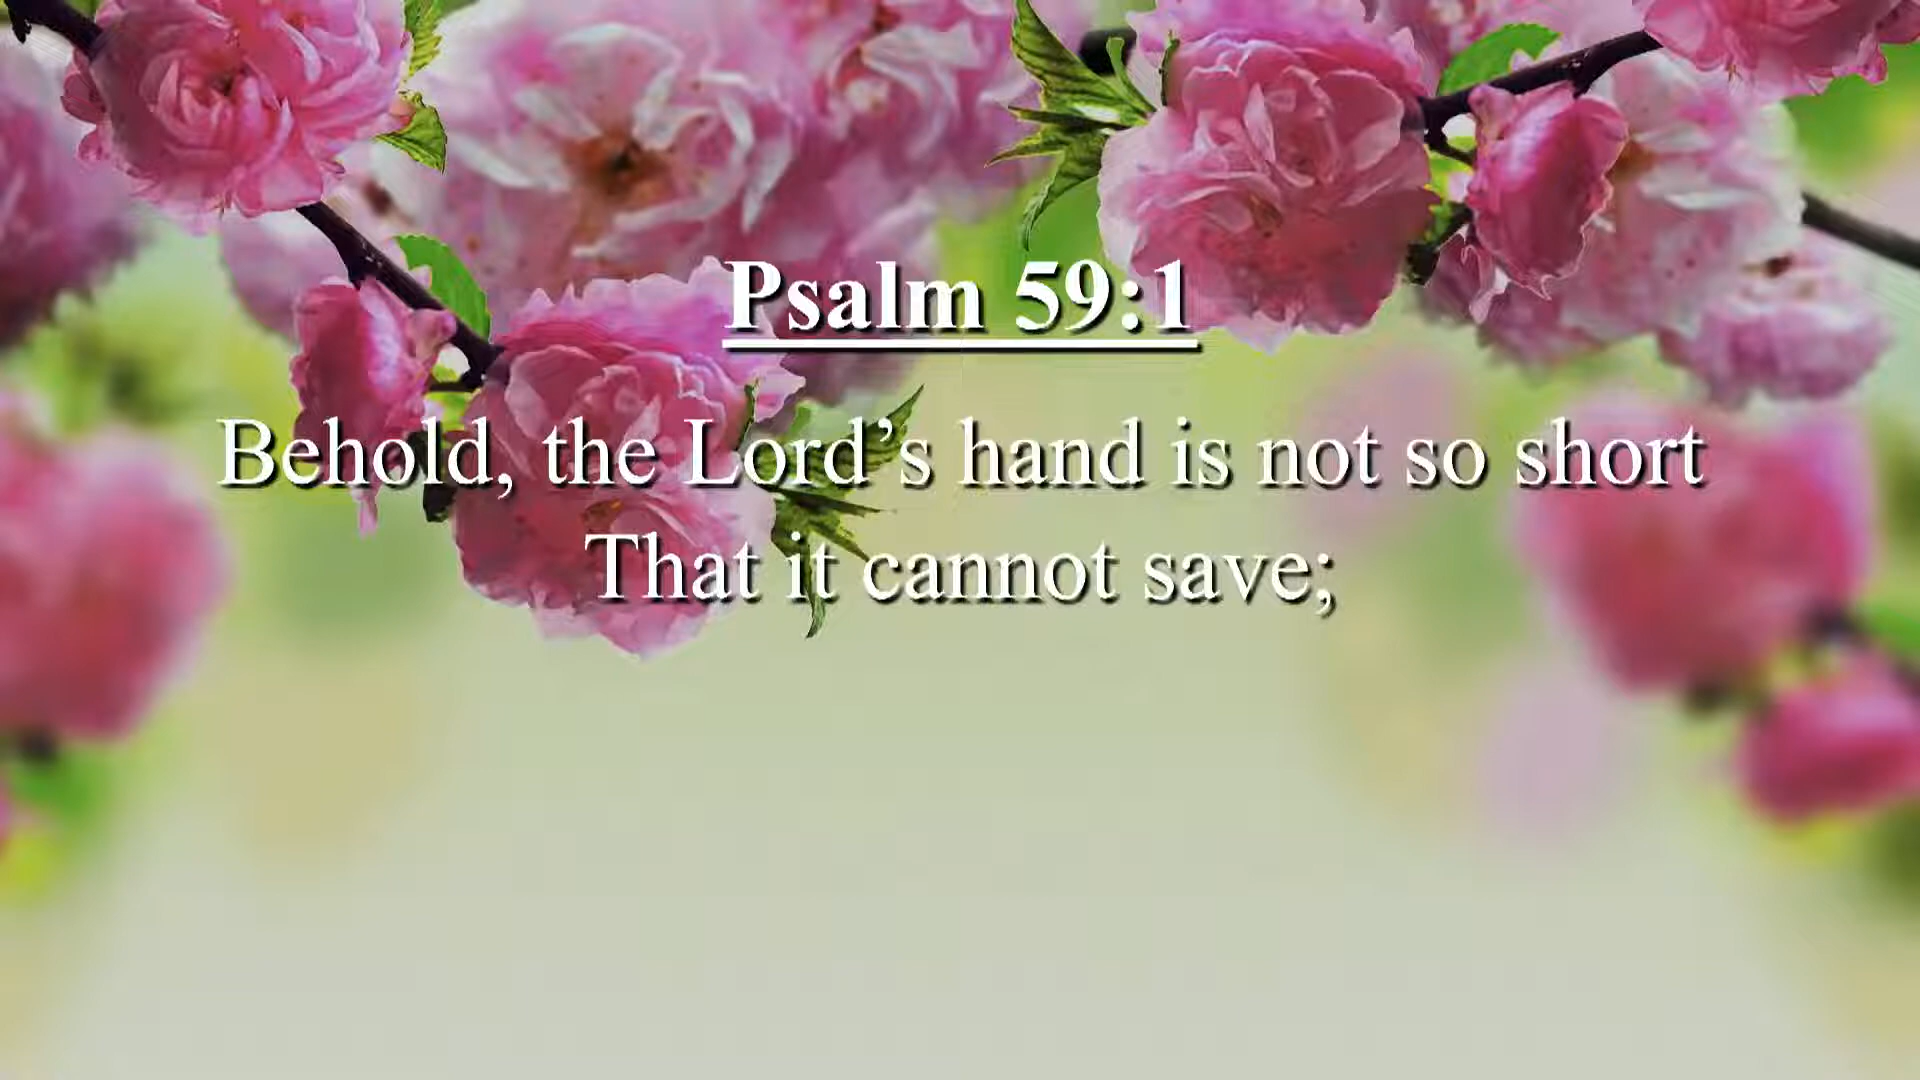 Psalm 59:1
Behold, the Lord’s hand is not so short
That it cannot save;